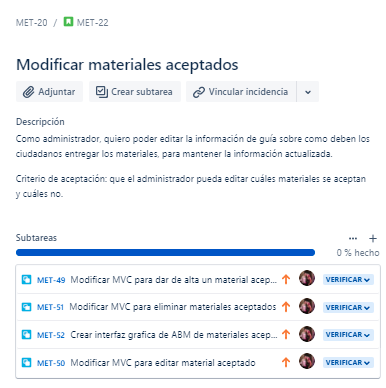 MET-20 / MET-22
Modificar materiales aceptados
Adjuntar Crear subtarea Vincular incidencia
Descripción
Como administrador, quiero poder editar la información de guía sobre como deben los
ciudadanos entregar los materiales, para mantener la información actualizada.
Criterio de aceptación: que el administrador pueda editar cuáles materiales se aceptan
y cuáles no.
Subtareas
0 % hecho
MET-49 Modificar MVC para dar de alta un material acep... VERIFICAR
MET-51 Modificar MVC para eliminar materiales aceptados VERIFICAR
MET-52 Crear interfaz grafica de ABM de materiales acep... VERIFICAR
MET-50 Modificar MVC para editar material aceptado VERIFICAR